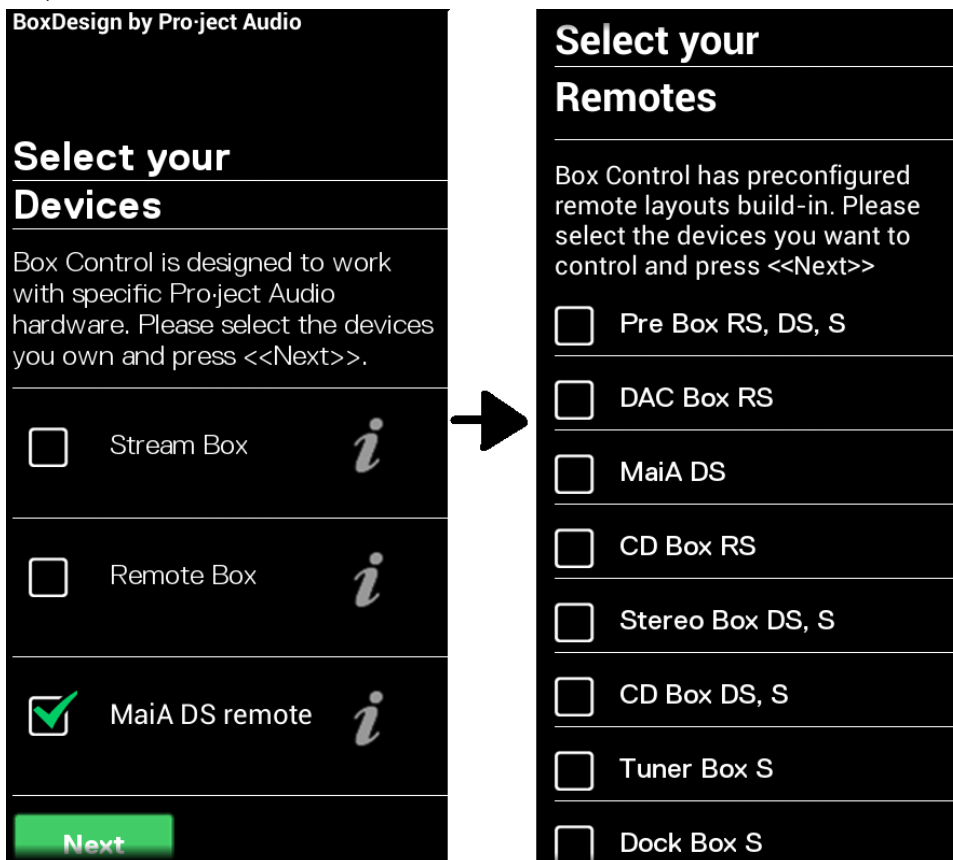 BoxDesign by Pro·ject Audio
Select your
Devices
Box Control is designed to work
with specific Pro·ject Audio
hardware. Please select the devices
you own and press <<Next>>.
Stream Box
Remote Box
MaiA DS remote
Next
Select your
Remotes
Box Control has preconfigured
remote layouts build-in. Please
select the devices you want to
control and press <<Next>>
Pre Box RS, DS, S
DAC Box RS
MaiA DS
CD Box RS
Stereo Box DS, S
CD Box DS, S
Tuner Box S
Dock Box S